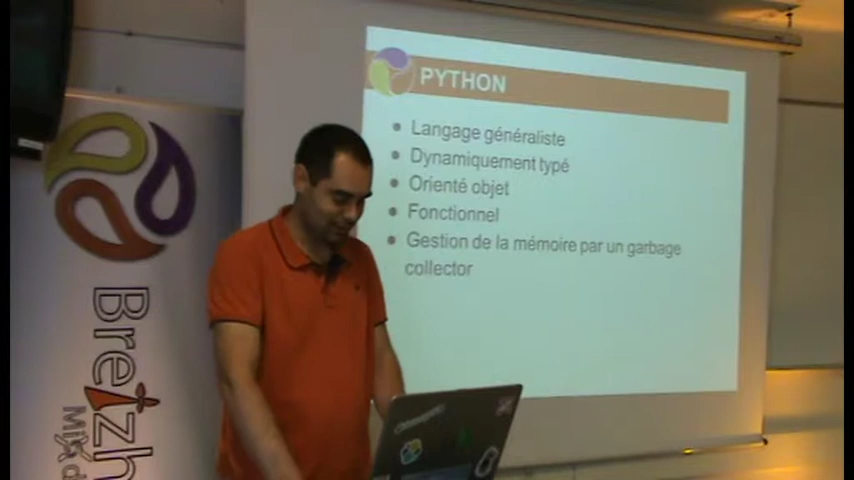 PYTHON
Langage généraliste
Dynamiquement typé
Orienté objet
Fonctionnel
Gestion de la mémoire par un garbage
collector
Breizh